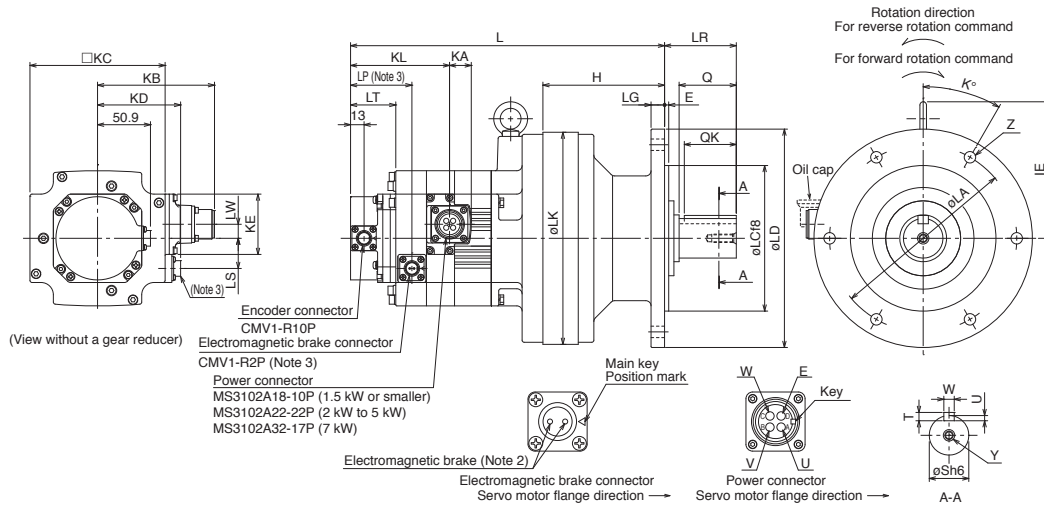 □KC
KB
KD
50.9
KE
LW
LS
(Note 3)
(View without a gear reducer)
L
LR
KL
KA
LP (Note 3)
H
Q
LT
LG
E
13
QK
A
A
øLK
øLCf8
øLD
Encoder connector
CMV1-R10P
Electromagnetic brake connector
CMV1-R2P (Note 3)
Power connector
MS3102A18-10P (1.5 kW or smaller)
MS3102A22-22P (2 kW to 5 kW)
MS3102A32-17P (7 kW)
Rotation direction
For reverse rotation command
For forward rotation command
K°
Z
IE
Oil cap
øLA
Main key
Position mark
Electromagnetic brake (Note 2)
Electromagnetic brake connector
Servo motor flange direction →
W
E
Key
C
D
B
A
V
U
Power connector
Servo motor flange direction →
W
U
T
Y
øSh6
A-A